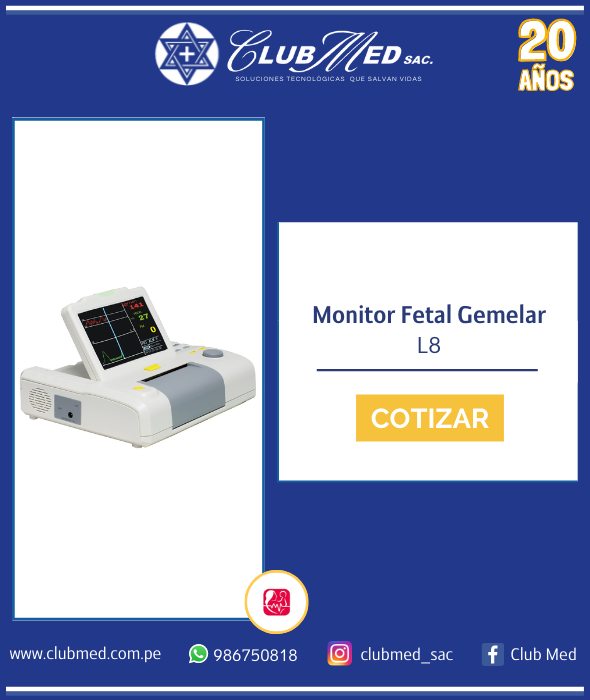 CLUB MED SAC.
SOLUCIONES TECNOLÓGICAS QUE SALVAN VIDAS
20
AÑOS
141
27
0
Monitor Fetal Gemelar
L8
COTIZAR
www.clubmed.com.pe
986750818
clubmed_sac
Club Med